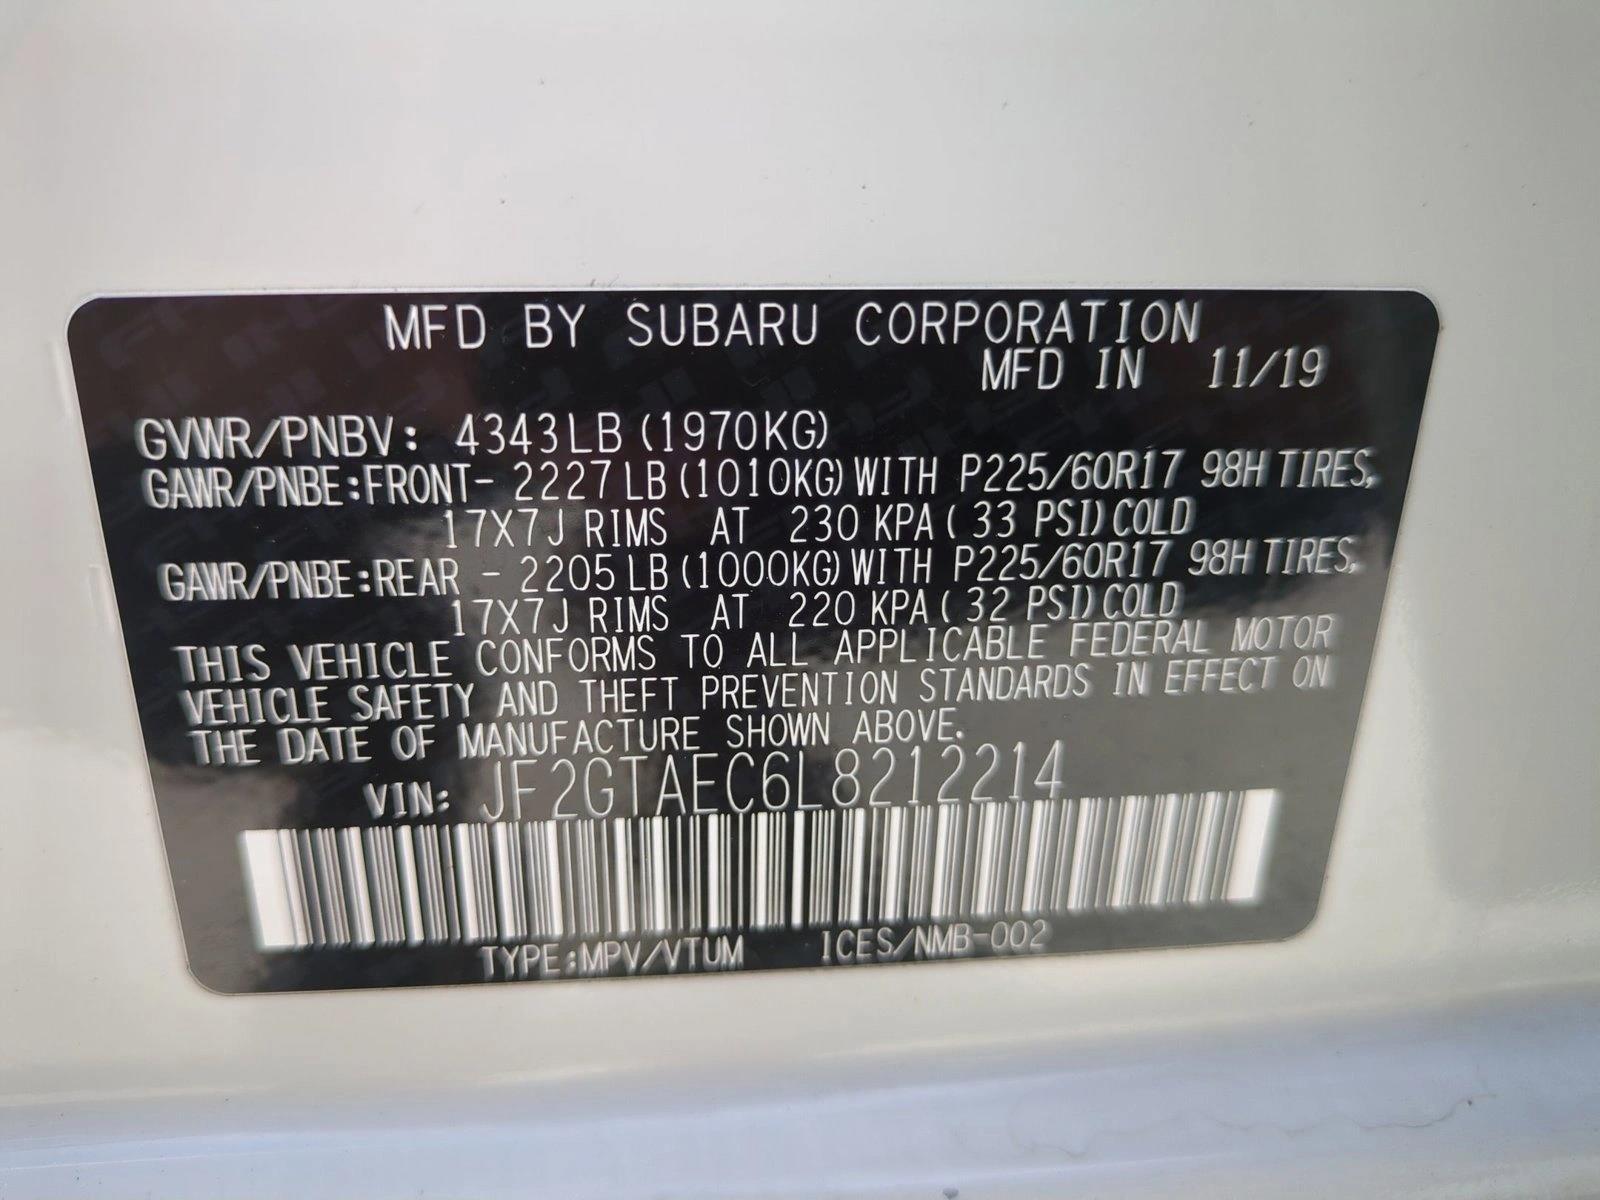 MFD BY SUBARU CORPORATION
MFD IN 11/19
GVWR/PNBV: 4343LB (1970KG)
GAWR/PNBE:FRONT- 2227LB (1010KG) WITH P225/60R17 98H TIRES,
17X7J RIMS AT 230 KPA ( 33 PSI) COLD
GAWR/PNBE:REAR - 2205LB (1000KG) WITH P225/60R17 98H TIRES,
17X7J RIMS AT 220 KPA ( 32 PSI) COLD
THIS VEHICLE CONFORMS TO ALL APPLICABLE FEDERAL MOTOR
VEHICLE SAFETY AND THEFT PREVENTION STANDARDS IN EFFECT ON
THE DATE OF MANUFACTURE SHOWN ABOVE.
VIN: JF2GTAEC6L8212214
TYPE:MPV/VTUM ICES/NMB-002